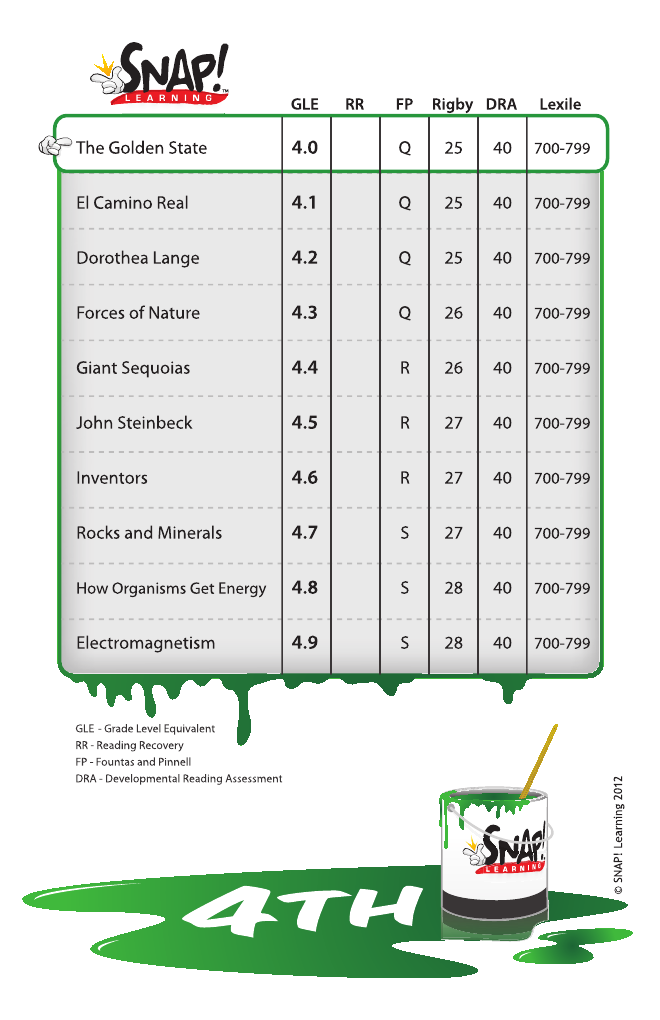 SNAP!
LEARNING™
GLE RR FP Rigby DRA Lexile
The Golden State 4.0 Q 25 40 700-799
El Camino Real 4.1 Q 25 40 700-799
Dorothea Lange 4.2 Q 25 40 700-799
Forces of Nature 4.3 Q 26 40 700-799
Giant Sequoias 4.4 R 26 40 700-799
John Steinbeck 4.5 R 27 40 700-799
Inventors 4.6 R 27 40 700-799
Rocks and Minerals 4.7 S 27 40 700-799
How Organisms Get Energy 4.8 S 28 40 700-799
Electromagnetism 4.9 S 28 40 700-799
GLE - Grade Level Equivalent
RR - Reading Recovery
FP - Fountas and Pinnell
DRA - Developmental Reading Assessment
© SNAP! Learning 2012
SNAP!
LEARNING
4TH